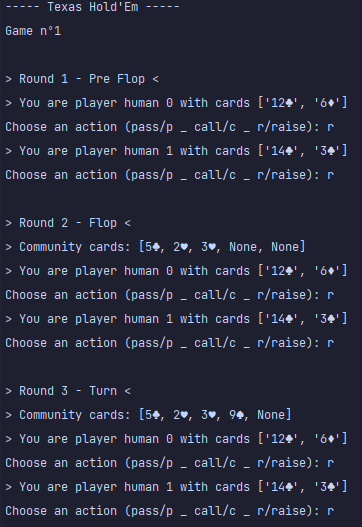 ----- Texas Hold'Em -----
Game n°1
> Round 1 - Pre Flop <
> You are player human 0 with cards ['12♣', '6♦']
Choose an action (pass/p _ call/c _ r/raise): r
> You are player human 1 with cards ['14♣', '3♣']
Choose an action (pass/p _ call/c _ r/raise): r
> Round 2 - Flop <
> Community cards: [5♣, 2♥, 3♥, None, None]
> You are player human 0 with cards ['12♣', '6♦']
Choose an action (pass/p _ call/c _ r/raise): r
> You are player human 1 with cards ['14♣', '3♣']
Choose an action (pass/p _ call/c _ r/raise): r
> Round 3 - Turn <
> Community cards: [5♣, 2♥, 3♥, 9♠, None]
> You are player human 0 with cards ['12♣', '6♦']
Choose an action (pass/p _ call/c _ r/raise): r
> You are player human 1 with cards ['14♣', '3♣']
Choose an action (pass/p _ call/c _ r/raise): r